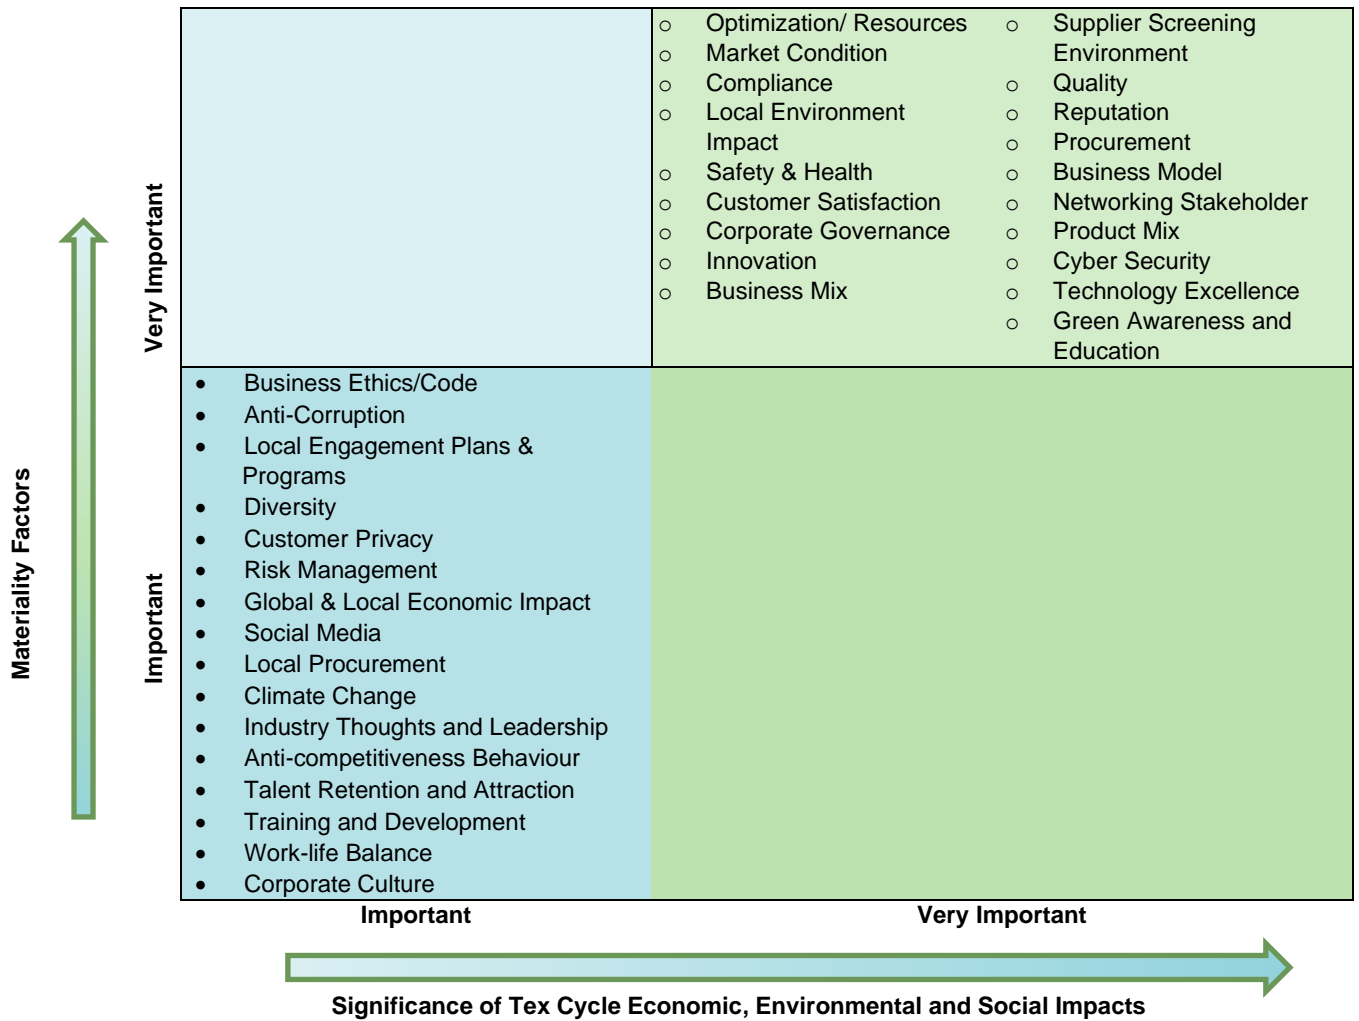 o Optimization/ Resources
o Market Condition
o Compliance
o Local Environment
Impact
o Safety & Health
o Customer Satisfaction
o Corporate Governance
o Innovation
o Business Mix
o Supplier Screening
Environment
o Quality
o Reputation
o Procurement
o Business Model
o Networking Stakeholder
o Product Mix
o Cyber Security
o Technology Excellence
o Green Awareness and
Education
Very Important
Materiality Factors
Important
• Business Ethics/Code
• Anti-Corruption
• Local Engagement Plans &
Programs
• Diversity
• Customer Privacy
• Risk Management
• Global & Local Economic Impact
• Social Media
• Local Procurement
• Climate Change
• Industry Thoughts and Leadership
• Anti-competitiveness Behaviour
• Talent Retention and Attraction
• Training and Development
• Work-life Balance
• Corporate Culture
Important
Very Important
Significance of Tex Cycle Economic, Environmental and Social Impacts